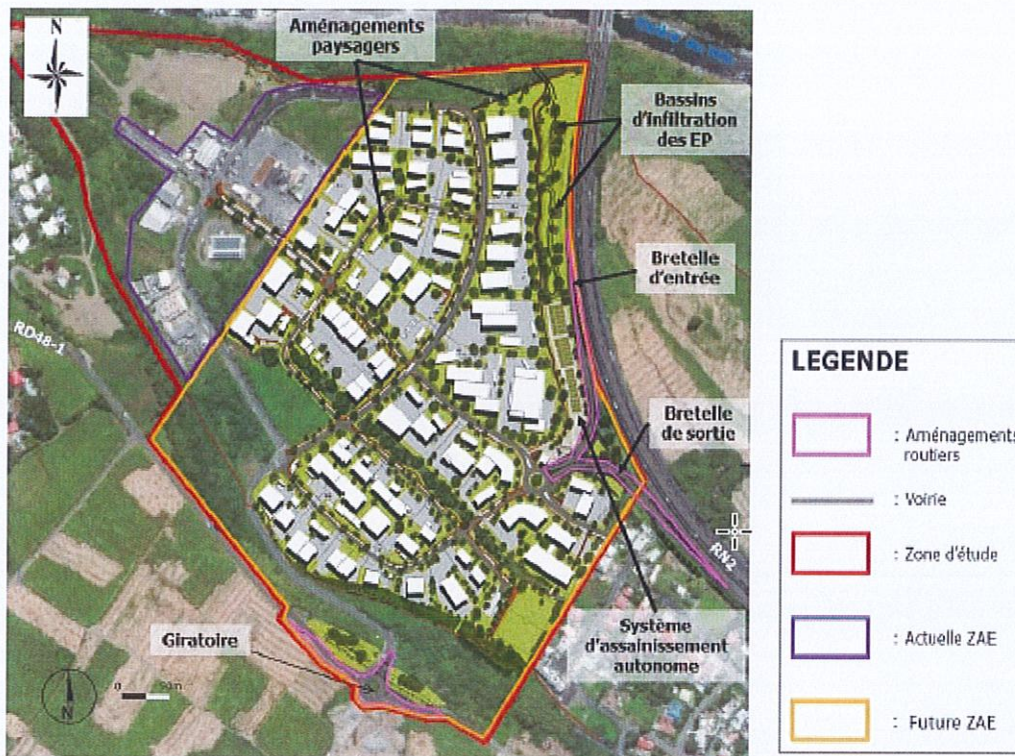 N
Aménagements
paysagers
Bassins
d'infiltration
des EP
Bretelle
d'entrée
RD48-1
Bretelle
de sortie
RN2
Giratoire
Système
d'assainissement
autonome
N
0
LEGENDE
: Aménagements
routiers
: Voirie
: Zone d'étude
: Actuelle ZAE
: Future ZAE